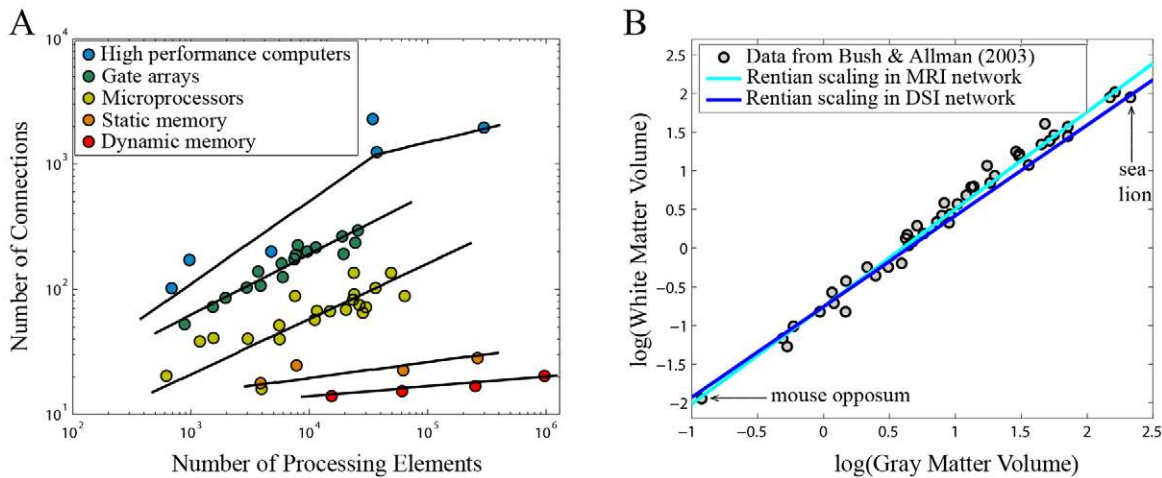 A
Number of Connections
10^4
10^3
10^2
10^1
High performance computers
Gate arrays
Microprocessors
Static memory
Dynamic memory
10^2 10^3 10^4 10^5 10^6
Number of Processing Elements
B
log(White Matter Volume)
2.5
2
1.5
1
0.5
0
−0.5
−1
−1.5
−2
Data from Bush & Allman (2003)
Rentian scaling in MRI network
Rentian scaling in DSI network
sea
lion
mouse opposum
−1 −0.5 0 0.5 1 1.5 2 2.5
log(Gray Matter Volume)